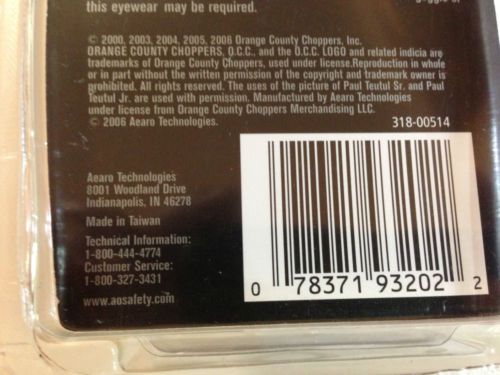 this eyewear may be required.
© 2000, 2003, 2004, 2005, 2006 Orange County Choppers, Inc.
ORANGE COUNTY CHOPPERS, O.C.C. and the O.C.C. LOGO and related indicia are
trademarks of Orange County Choppers, used under license.Reproduction in whole
or in part without the written permission of the copyright and trademark owner is
prohibited. All rights reserved. The uses of the picture of Paul Teutul Sr. and Paul
Teutul Jr. are used with permission. Manufactured by Aearo Technologies
under license from Orange County Choppers Merchandising LLC.
© 2006 Aearo Technologies.
318-00514
Aearo Technologies
8001 Woodland Drive
Indianapolis, IN 46278
Made in Taiwan
Technical Information:
1-800-444-4774
Customer Service:
1-800-327-3431
www.aosafety.com
0 78371 93202 2